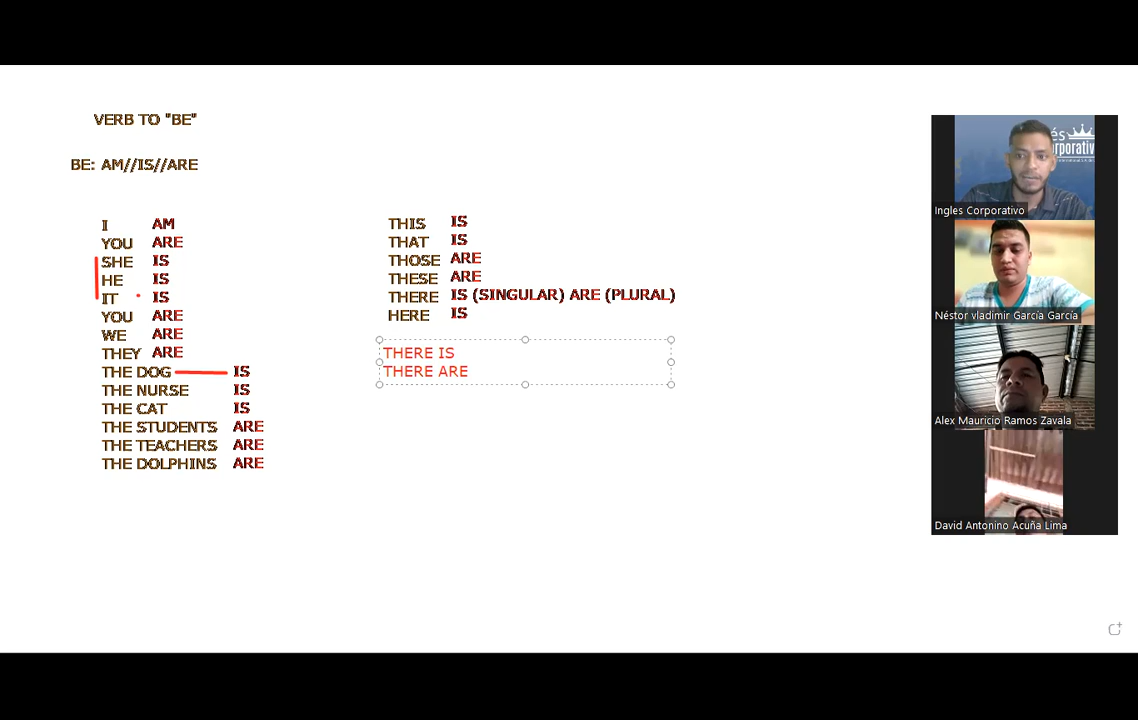 VERB TO "BE"
BE: AM//IS//ARE
I AM
YOU ARE
SHE IS
HE IS
IT IS
YOU ARE
WE ARE
THEY ARE
THE DOG IS
THE NURSE IS
THE CAT IS
THE STUDENTS ARE
THE TEACHERS ARE
THE DOLPHINS ARE
THIS IS
THAT IS
THOSE ARE
THESE ARE
THERE IS (SINGULAR) ARE (PLURAL)
HERE IS
THERE IS
THERE ARE
Ingles Corporativo
Néstor vladimir García García
Alex Mauricio Ramos Zavala
David Antonino Acuña Lima